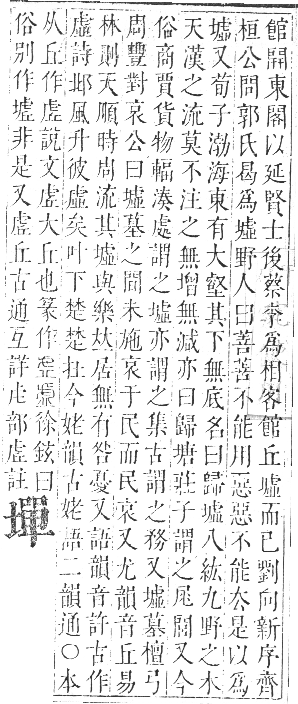 館開東閣以延賢士後蔡李爲相客館丘墟而已劉向新序齊
桓公問郭氏曷爲墟野人曰善善不能用惡惡不能厺是以爲
墟又荀子渤海東有大壑其下無底名曰歸墟八紘九野之水
天漢之流莫不注之無增無減亦曰歸塘莊子謂之尾閭又今
俗商賈貨物輻湊處謂之墟亦謂之集古謂之務又墟墓檀弓
周豐對哀公曰墟墓之閒未施哀于民而民哀又尤韻音丘易
林則天順時周流其墟與樂𠀤居無有咎憂又語韻音許古作
虛詩邶風升彼虛矣叶下楚楚𠀤今姥韻古姥語二韻通〇本
从丘作虛說文虛大丘也篆作徐鉉曰
俗別作墟非是又虛丘古通互詳虍部虛註